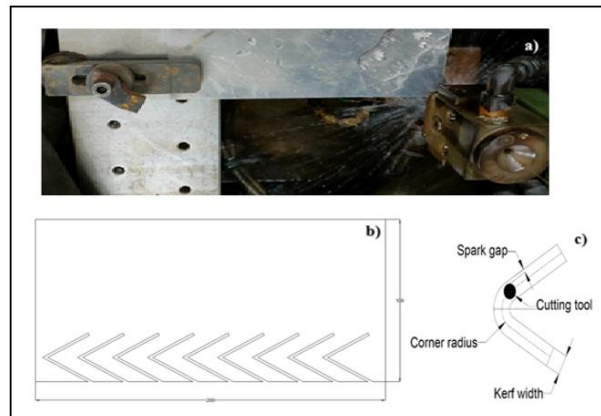 a)
b)
c)
Spark gap
Cutting tool
Corner radius
Kerf width
200